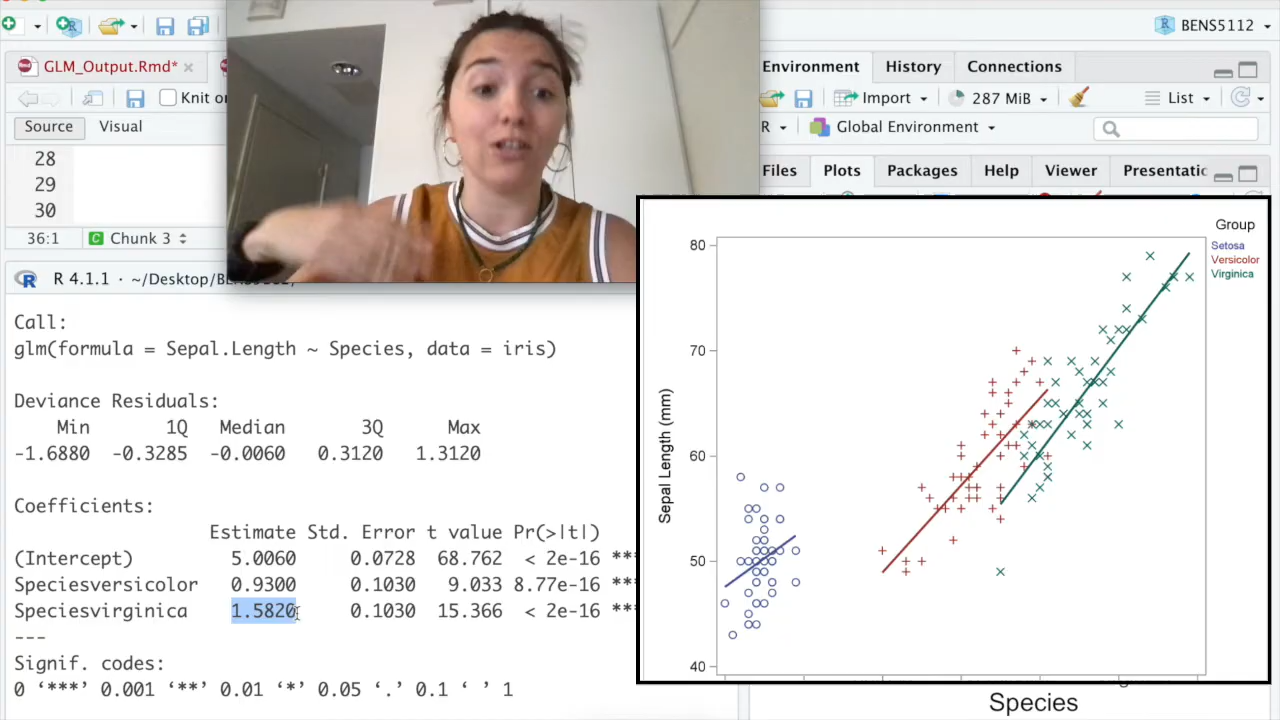 BENS5112
GLM_Output.Rmd*
Knit o
Source Visual
28
29
30
36:1 Chunk 3
R 4.1.1 · ~/Desktop/
Environment History Connections
Import 287 MiB List
R Global Environment
Files Plots Packages Help Viewer Presentatic
Call:
glm(formula = Sepal.Length ~ Species, data = iris)
Deviance Residuals:
Min 1Q Median 3Q Max
-1.6880 -0.3285 -0.0060 0.3120 1.3120
Coefficients:
Estimate Std. Error t value Pr(>|t|)
(Intercept) 5.0060 0.0728 68.762 < 2e-16 ***
Speciesversicolor 0.9300 0.1030 9.033 8.77e-16 ***
Speciesvirginica 1.5820 0.1030 15.366 < 2e-16 ***
---
Signif. codes:
0 ‘***’ 0.001 ‘**’ 0.01 ‘*’ 0.05 ‘.’ 0.1 ‘ ’ 1
Group
Setosa
Versicolor
Virginica
80
70
60
50
40
Sepal Length (mm)
Species